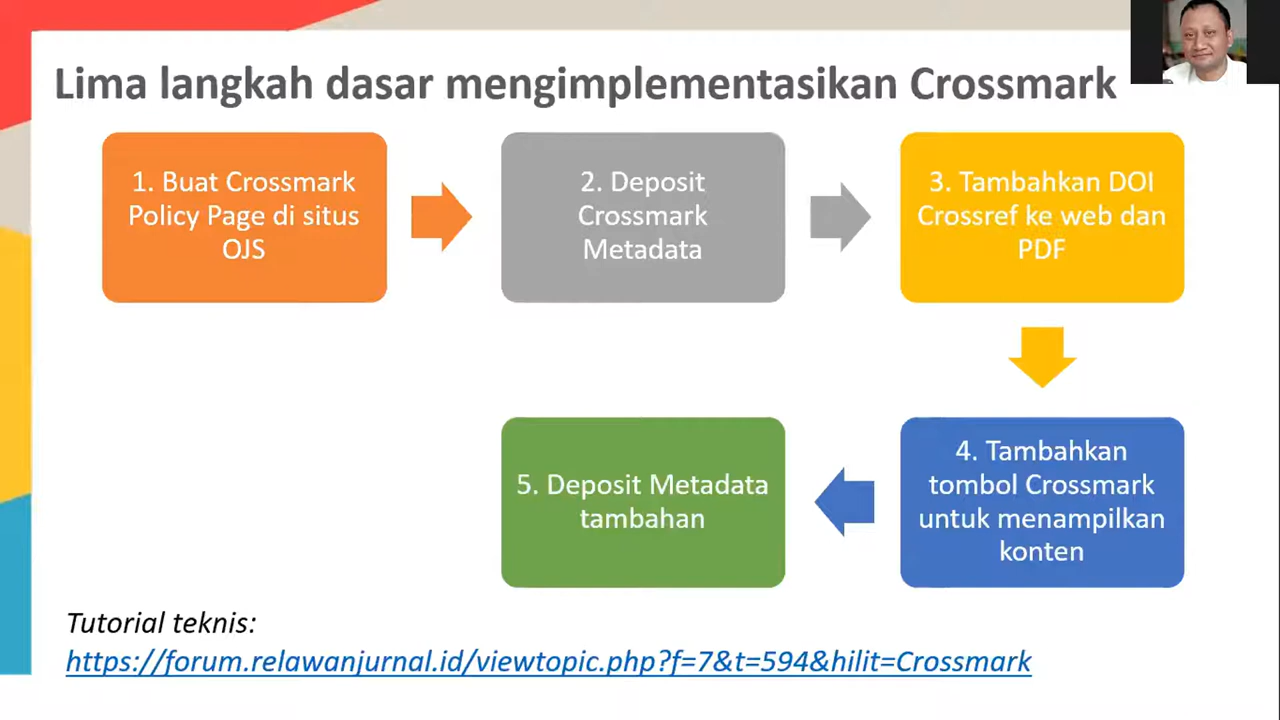 Lima langkah dasar mengimplementasikan Crossmark
1. Buat Crossmark
Policy Page di situs
OJS
2. Deposit
Crossmark
Metadata
3. Tambahkan DOI
Crossref ke web dan
PDF
4. Tambahkan
tombol Crossmark
untuk menampilkan
konten
5. Deposit Metadata
tambahan
Tutorial teknis:
https://forum.relawanjurnal.id/viewtopic.php?f=7&t=594&hilit=Crossmark